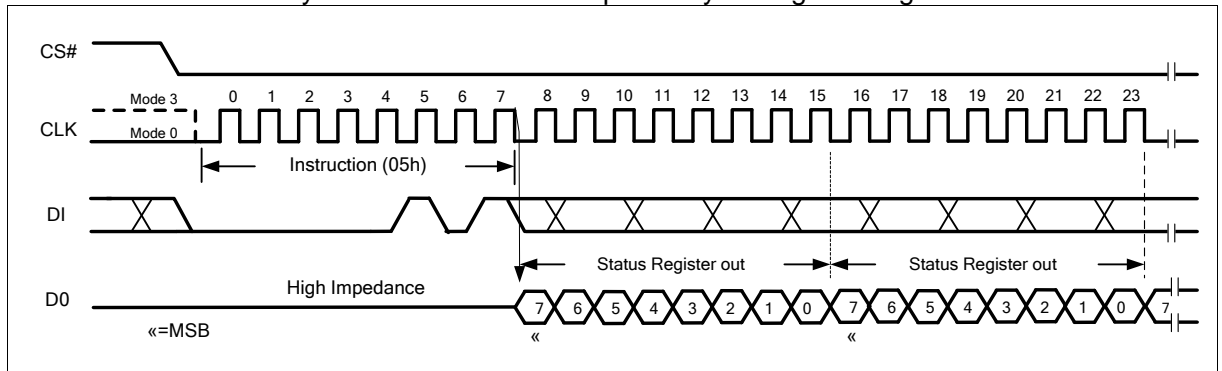 CS#
Mode 3
0 1 2 3 4 5 6 7 8 9 10 11 12 13 14 15 16 17 18 19 20 21 22 23
CLK
Mode 0
Instruction (05h)
DI
Status Register out Status Register out
High Impedance
D0
7 6 5 4 3 2 1 0 7 6 5 4 3 2 1 0 7
«=MSB
« «